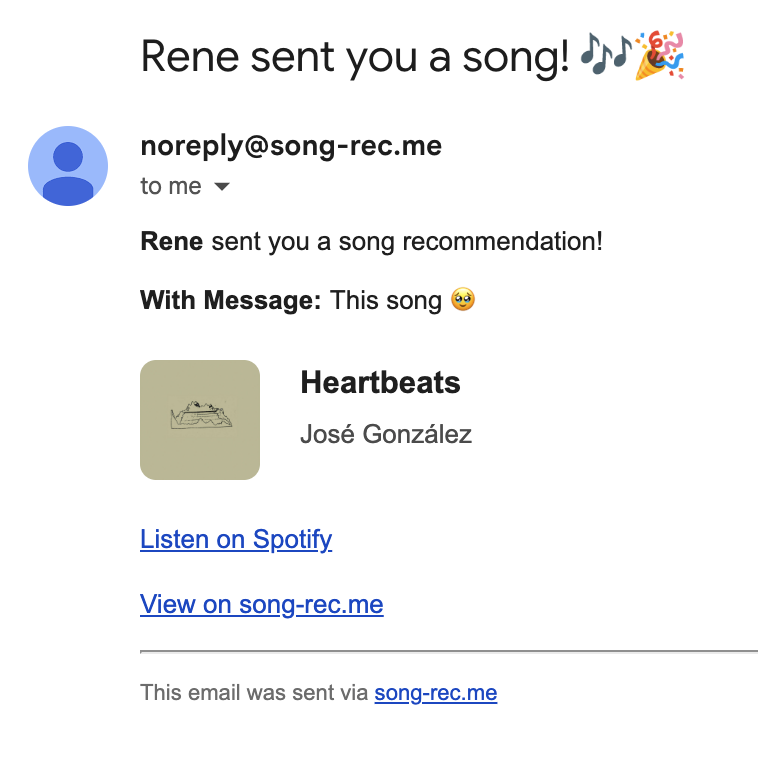 Rene sent you a song! 🎶🎉
noreply@song-rec.me
to me
Rene sent you a song recommendation!
With Message: This song 🥹
Heartbeats
José González
Listen on Spotify
View on song-rec.me
This email was sent via song-rec.me